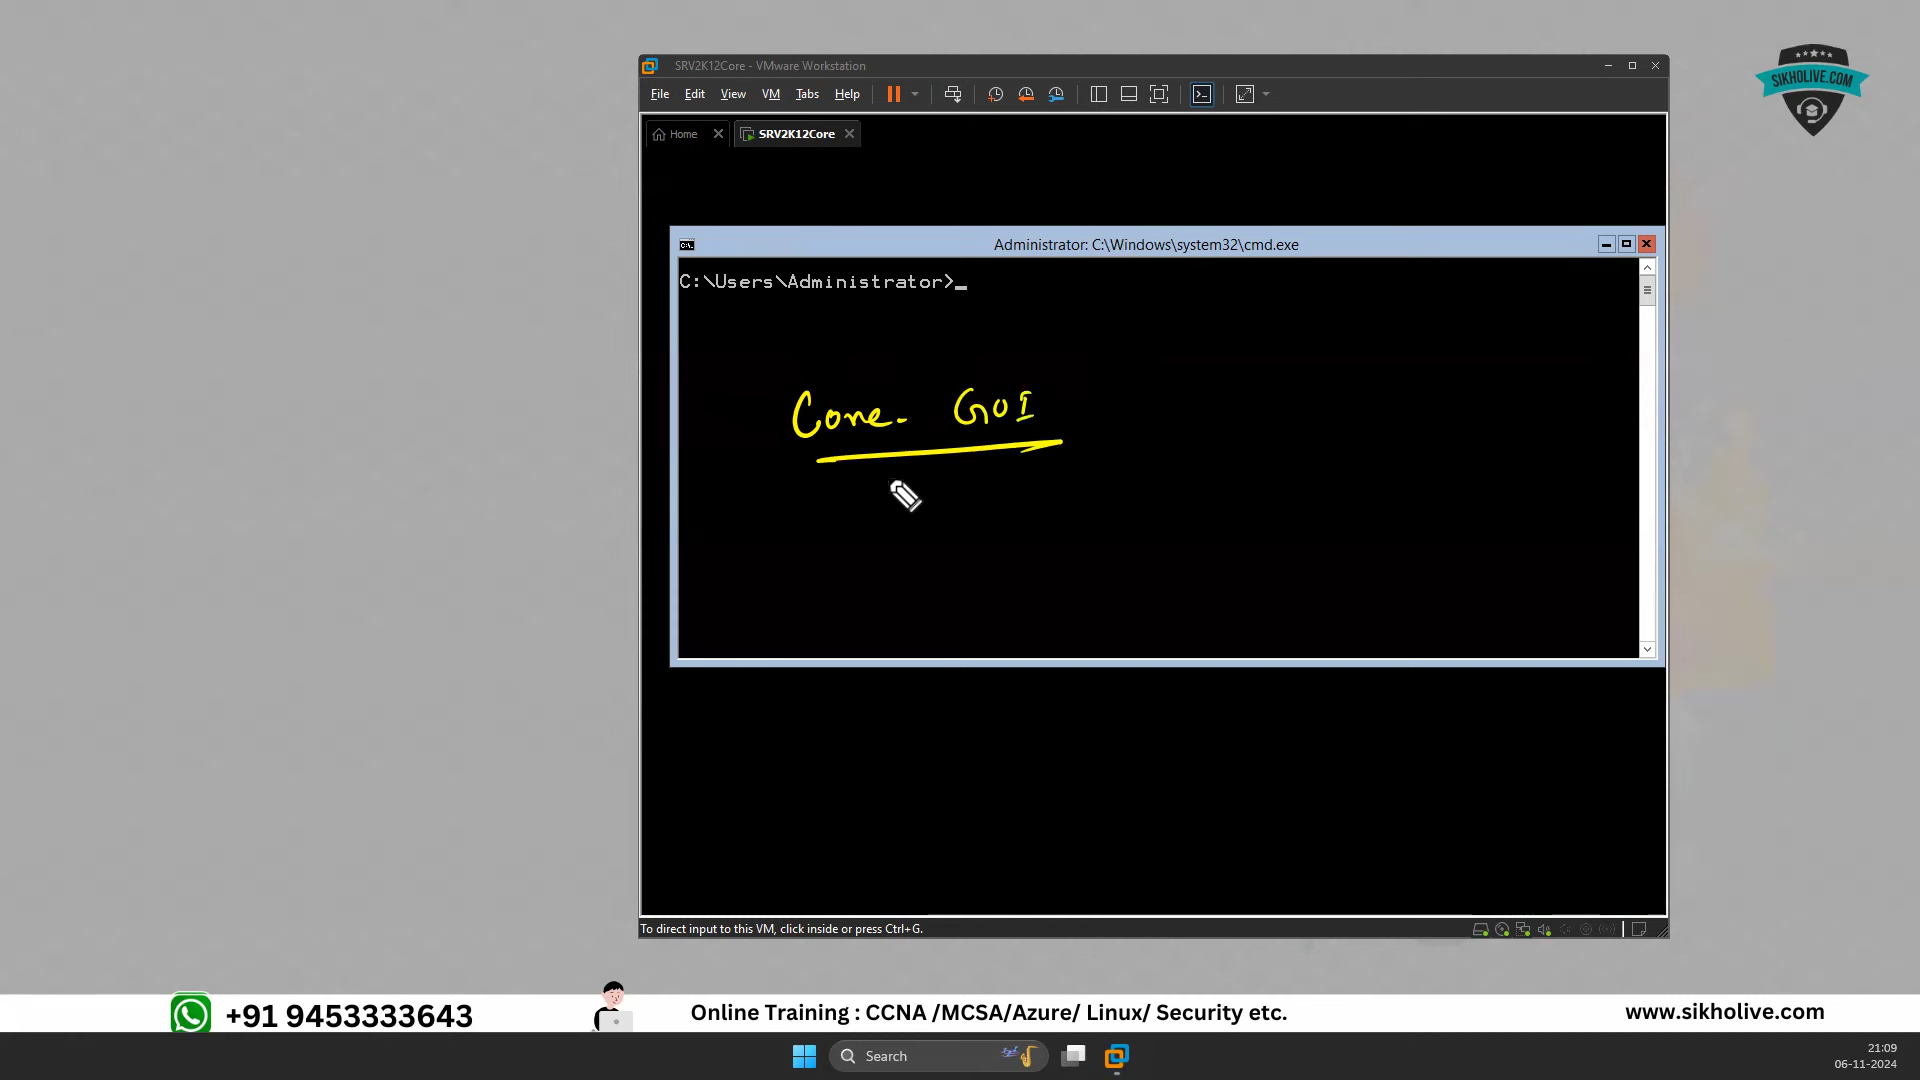 SRV2K12Core - VMware Workstation
File Edit View VM Tabs Help
Home
SRV2K12Core
SIKHOLIVE.COM
Administrator: C:\Windows\system32\cmd.exe
C:\Users\Administrator>_
Core. GUI
To direct input to this VM, click inside or press Ctrl+G.
+91 9453333643
Online Training : CCNA /MCSA/Azure/ Linux/ Security etc.
www.sikholive.com
Search
21:09
06-11-2024